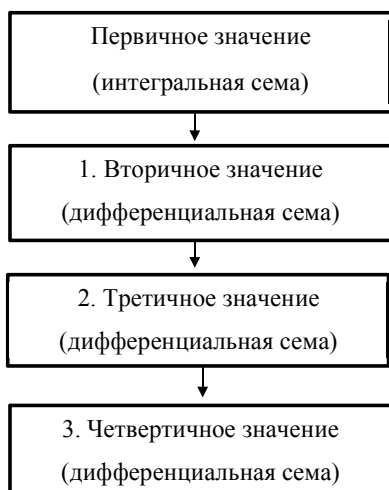 Первичное значение
(интегральная сема)
1. Вторичное значение
(дифференциальная сема)
2. Третичное значение
(дифференциальная сема)
3. Четвертичное значение
(дифференциальная сема)